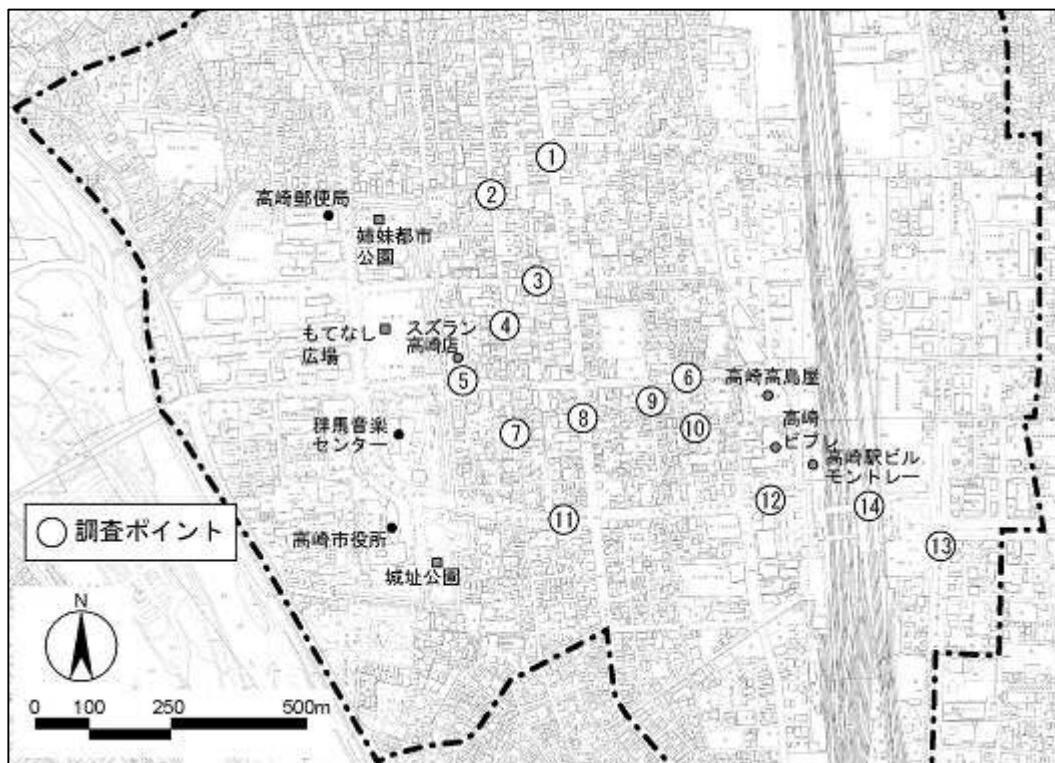 ①
②
高崎郵便局
姉妹都市
公園
③
④
もてなし
広場
スズラン
高崎店
⑤
⑥
高崎高島屋
⑨
⑧
⑩
高崎
ビブレ
⑦
群馬音楽
センター
高崎駅ビル
モントレー
⑫
⑭
⑪
○ 調査ポイント
高崎市役所
⑬
城址公園
N
0 100 250 500m